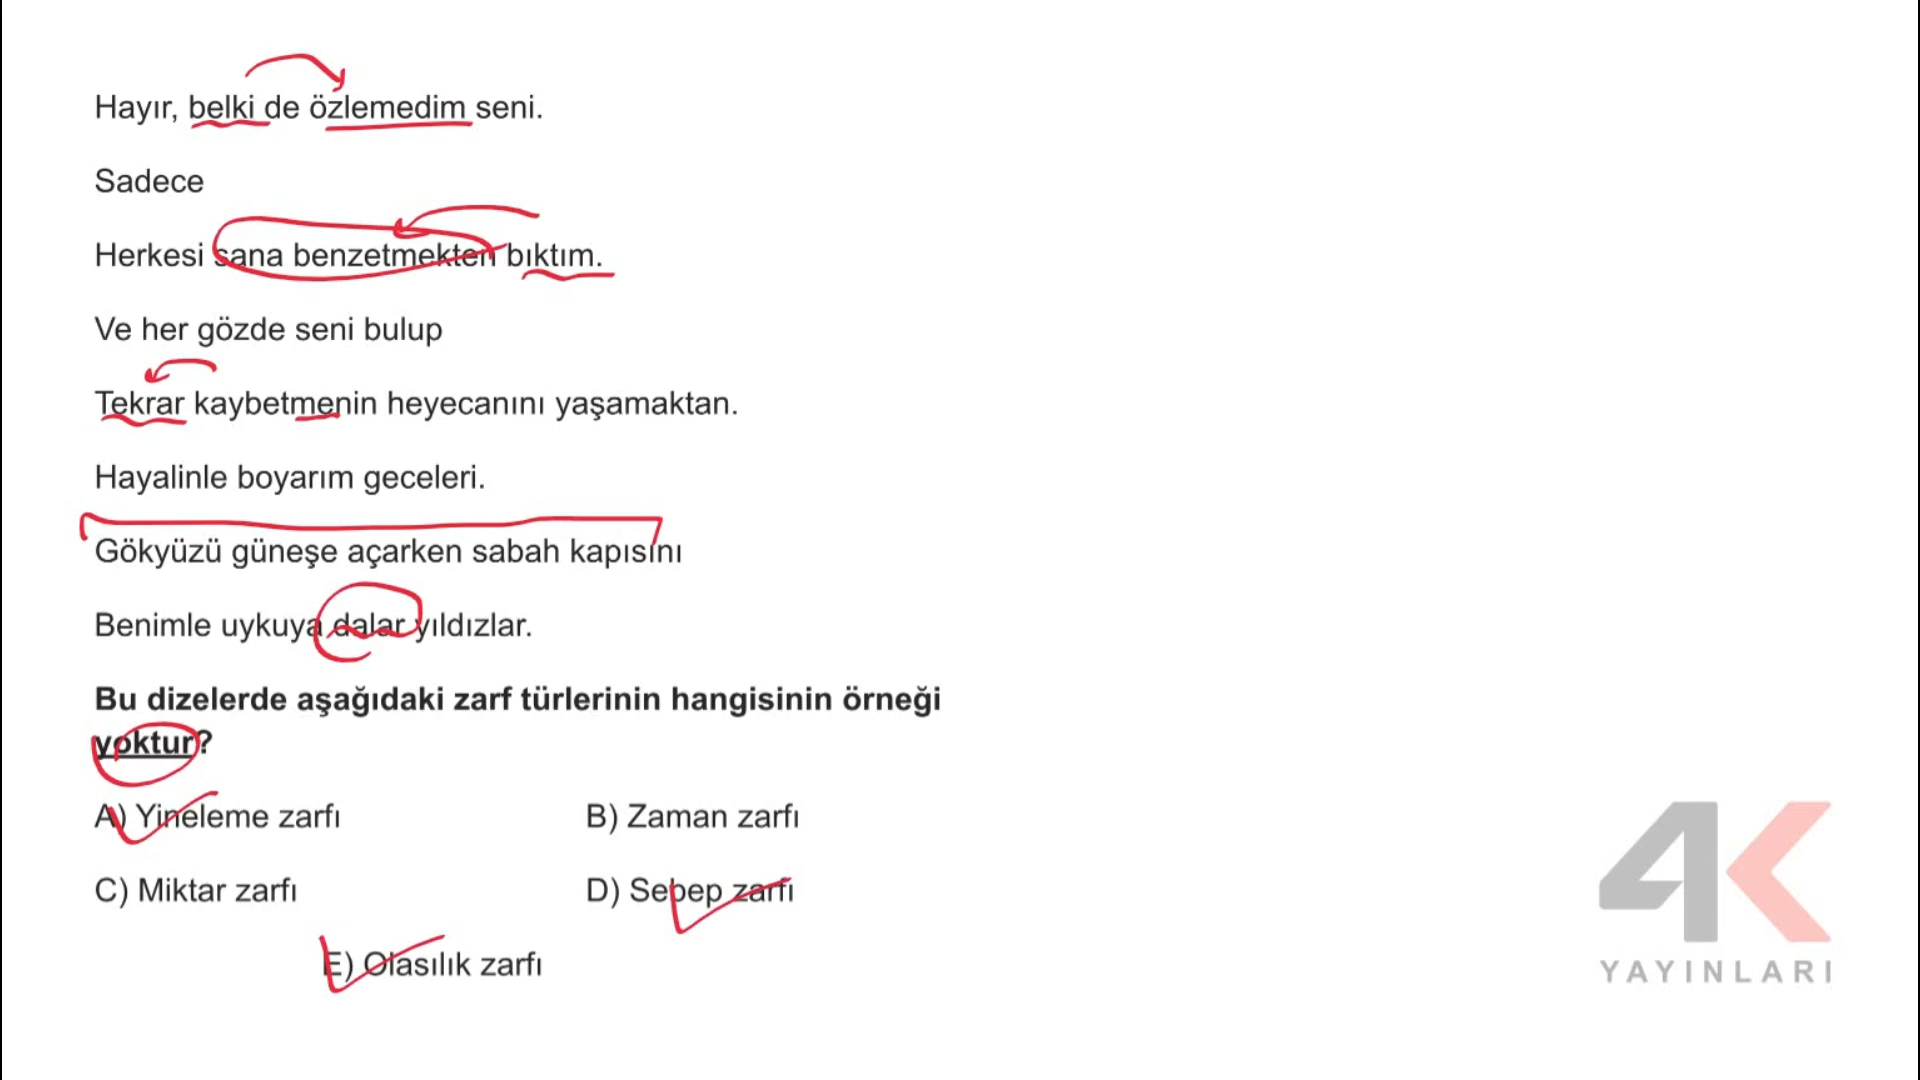 Hayır, belki de özlemedim seni.
Sadece
Herkesi sana benzetmekten bıktım.
Ve her gözde seni bulup
Tekrar kaybetmenin heyecanını yaşamaktan.
Hayalinle boyarım geceleri.
Gökyüzü güneşe açarken sabah kapısını
Benimle uykuya dalar yıldızlar.
Bu dizelerde aşağıdaki zarf türlerinin hangisinin örneği
yoktur?
A) Yineleme zarfı
B) Zaman zarfı
C) Miktar zarfı
D) Sebep zarfı
E) Olasılık zarfı
4K
YAYINLARI